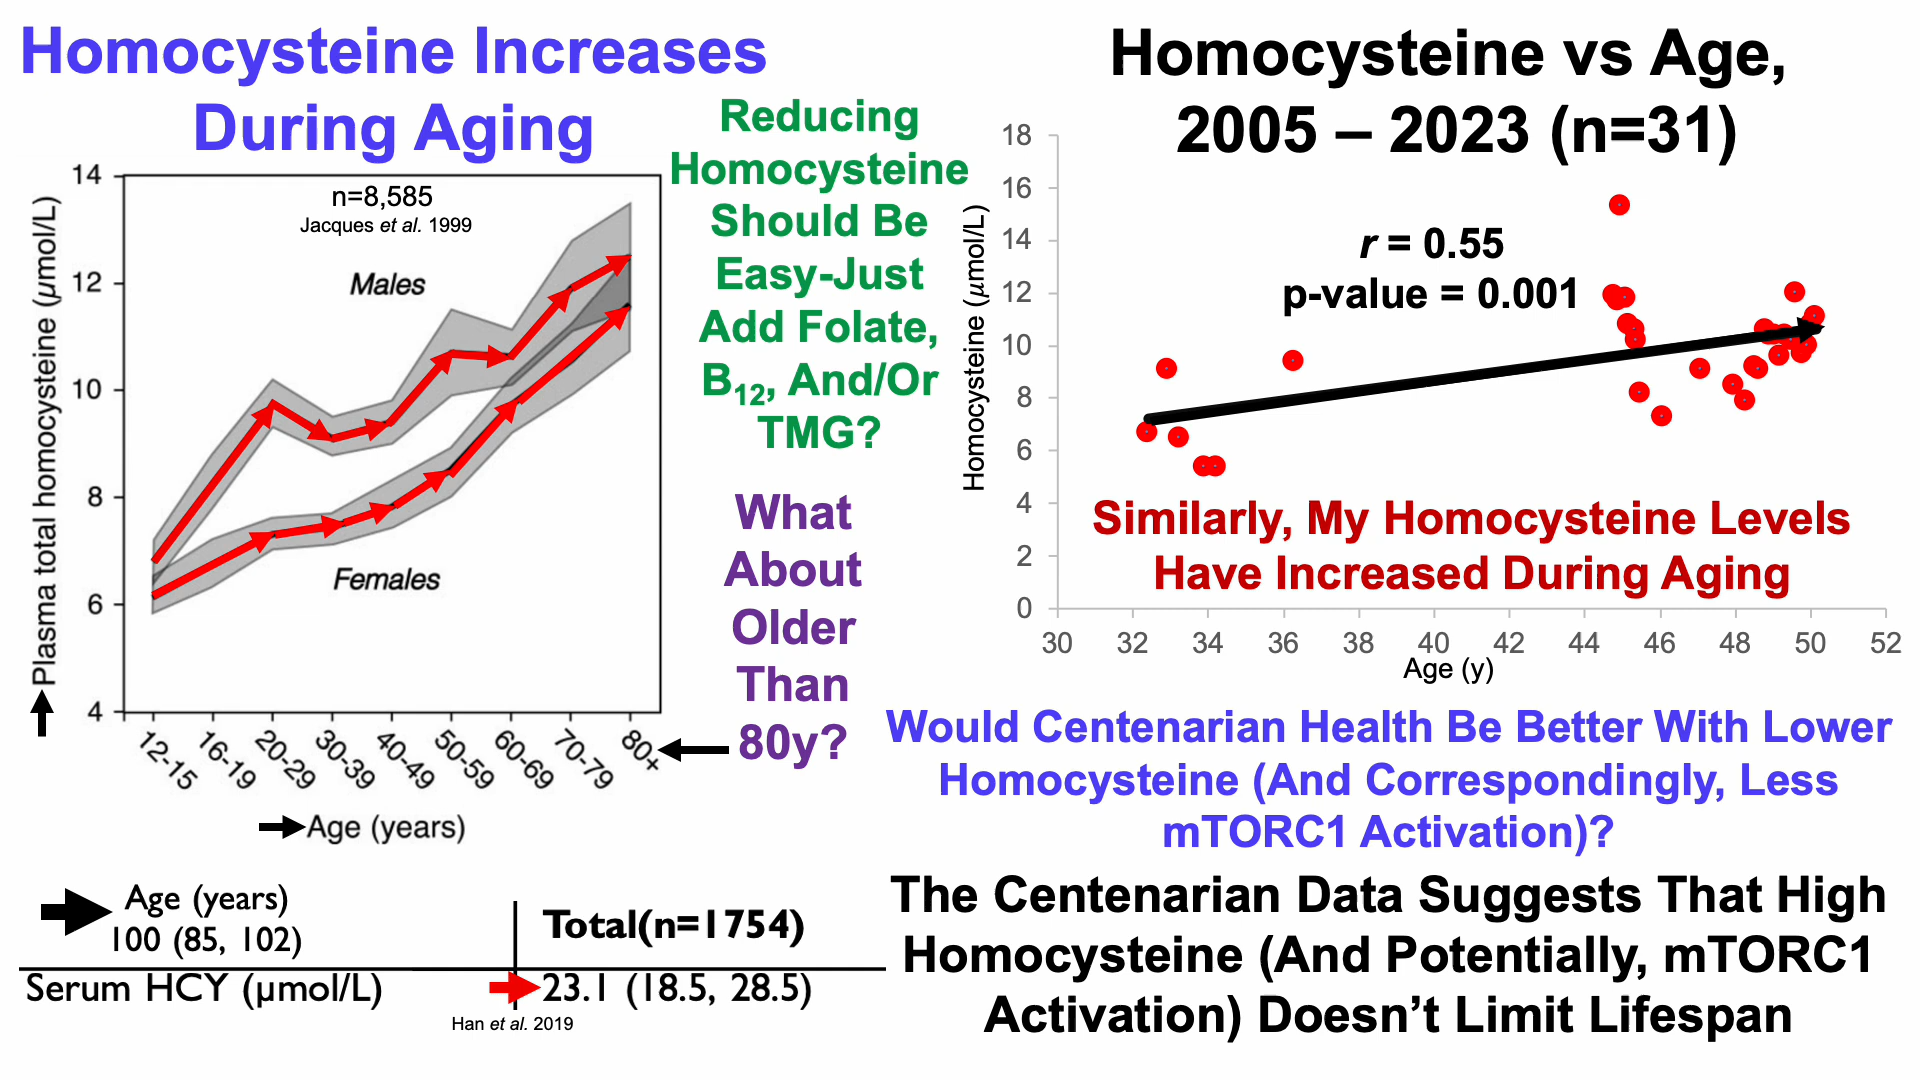 Homocysteine Increases
During Aging
14
12
10
8
6
4
Plasma total homocysteine (µmol/L)
n=8,585
Jacques et al. 1999
Males
Females
12-15
16-19
20-29
30-39
40-49
50-59
60-69
70-79
80+
Age (years)
Reducing
Homocysteine
Should Be
Easy-Just
Add Folate,
B12, And/Or
TMG?
What
About
Older
Than
80y?
Homocysteine vs Age,
2005 – 2023 (n=31)
18
16
14
12
10
8
6
4
2
0
Homocysteine (µmol/L)
r = 0.55
p-value = 0.001
Similarly, My Homocysteine Levels
Have Increased During Aging
30 32 34 36 38 40 42 44 46 48 50 52
Age (y)
Would Centenarian Health Be Better With Lower
Homocysteine (And Correspondingly, Less
mTORC1 Activation)?
The Centenarian Data Suggests That High
Homocysteine (And Potentially, mTORC1
Activation) Doesn’t Limit Lifespan
Age (years)
100 (85, 102)
Total(n=1754)
Serum HCY (µmol/L)
23.1 (18.5, 28.5)
Han et al. 2019